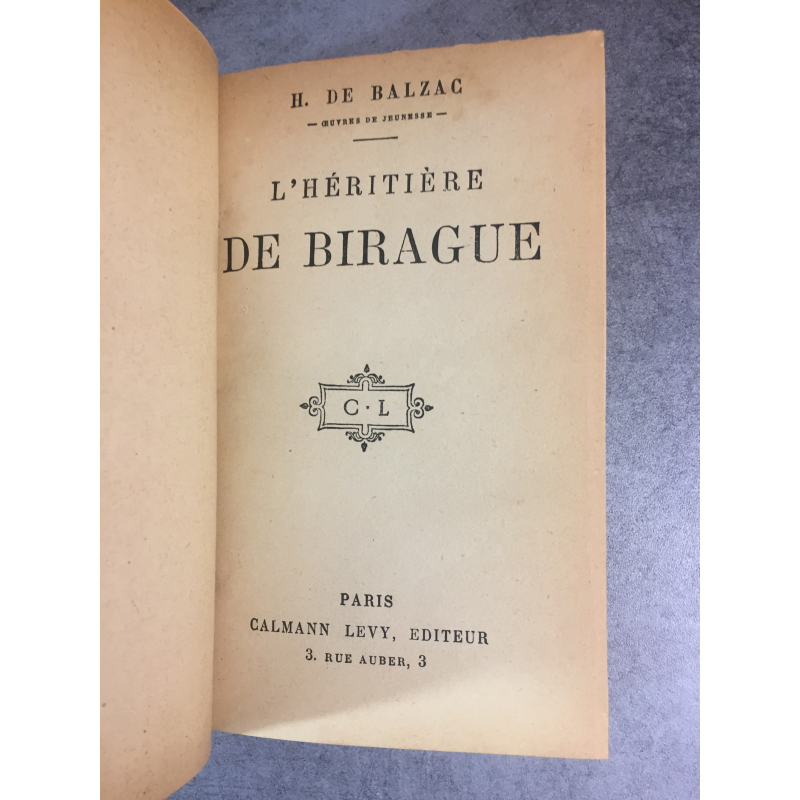 H. DE BALZAC
— ŒUVRES DE JEUNESSE —
L'HÉRITIÈRE
DE BIRAGUE
C · L
PARIS
CALMANN LEVY, EDITEUR
3. RUE AUBER, 3